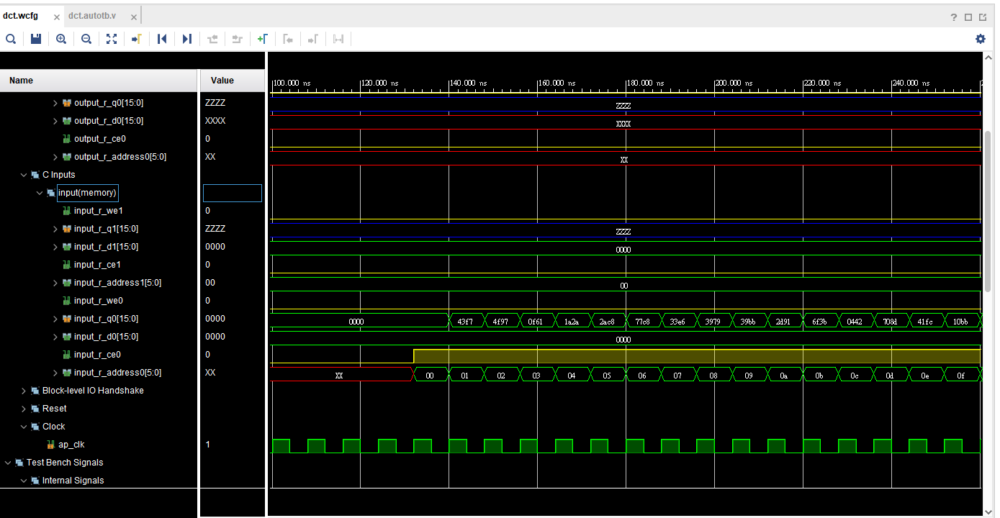 dct.wcfg × dct.autotb.v ×
?
Name Value
100.000 ns 120.000 ns 140.000 ns 160.000 ns 180.000 ns 200.000 ns 220.000 ns 240.000 ns
output_r_q0[15:0] ZZZZ ZZZZ
output_r_d0[15:0] XXXX XXXX
output_r_ce0 0
output_r_address0[5:0] XX XX
C Inputs
input(memory)
input_r_we1 0
input_r_q1[15:0] ZZZZ ZZZZ
input_r_d1[15:0] 0000 0000
input_r_ce1 0
input_r_address1[5:0] 00 00
input_r_we0 0
input_r_q0[15:0] 0000 0000 43f7 4f97 0f61 1a2a 2ac8 77c8 33e6 3979 39bb 2d91 6f3b 0442 708d 41fc 10bb
input_r_d0[15:0] 0000 0000
input_r_ce0 0
input_r_address0[5:0] XX XX 00 01 02 03 04 05 06 07 08 09 0a 0b 0c 0d 0e 0f
Block-level IO Handshake
Reset
Clock
ap_clk 1
Test Bench Signals
Internal Signals